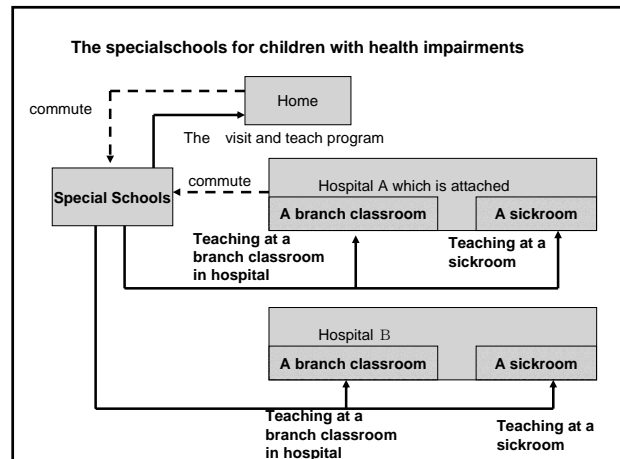 The specialschools for children with health impairments
Home
commute
The visit and teach program
commute
Special Schools
Hospital A which is attached
A branch classroom
A sickroom
Teaching at a
branch classroom
in hospital
Teaching at a
sickroom
Hospital B
A branch classroom
A sickroom
Teaching at a
branch classroom
in hospital
Teaching at a
sickroom